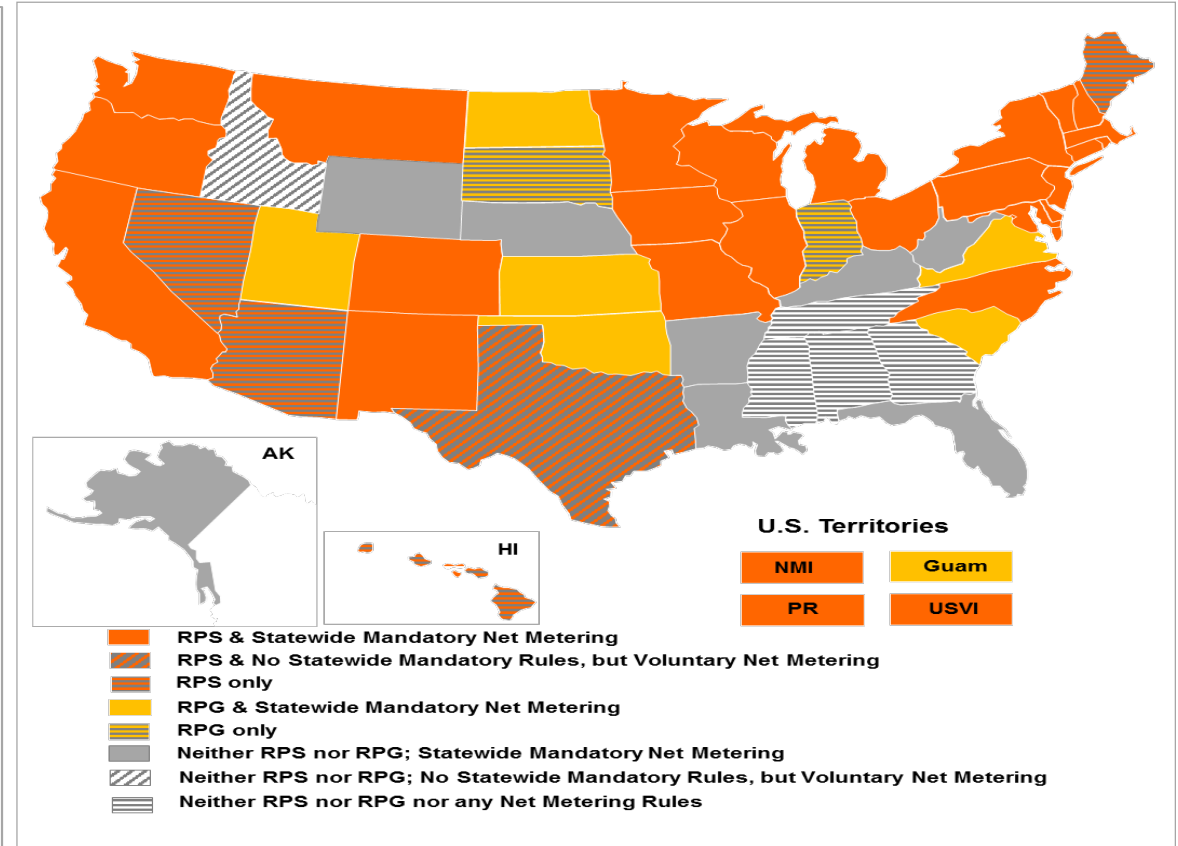 AK
HI
U.S. Territories
NMI
Guam
PR
USVI
RPS & Statewide Mandatory Net Metering
RPS & No Statewide Mandatory Rules, but Voluntary Net Metering
RPS only
RPG & Statewide Mandatory Net Metering
RPG only
Neither RPS nor RPG; Statewide Mandatory Net Metering
Neither RPS nor RPG; No Statewide Mandatory Rules, but Voluntary Net Metering
Neither RPS nor RPG nor any Net Metering Rules